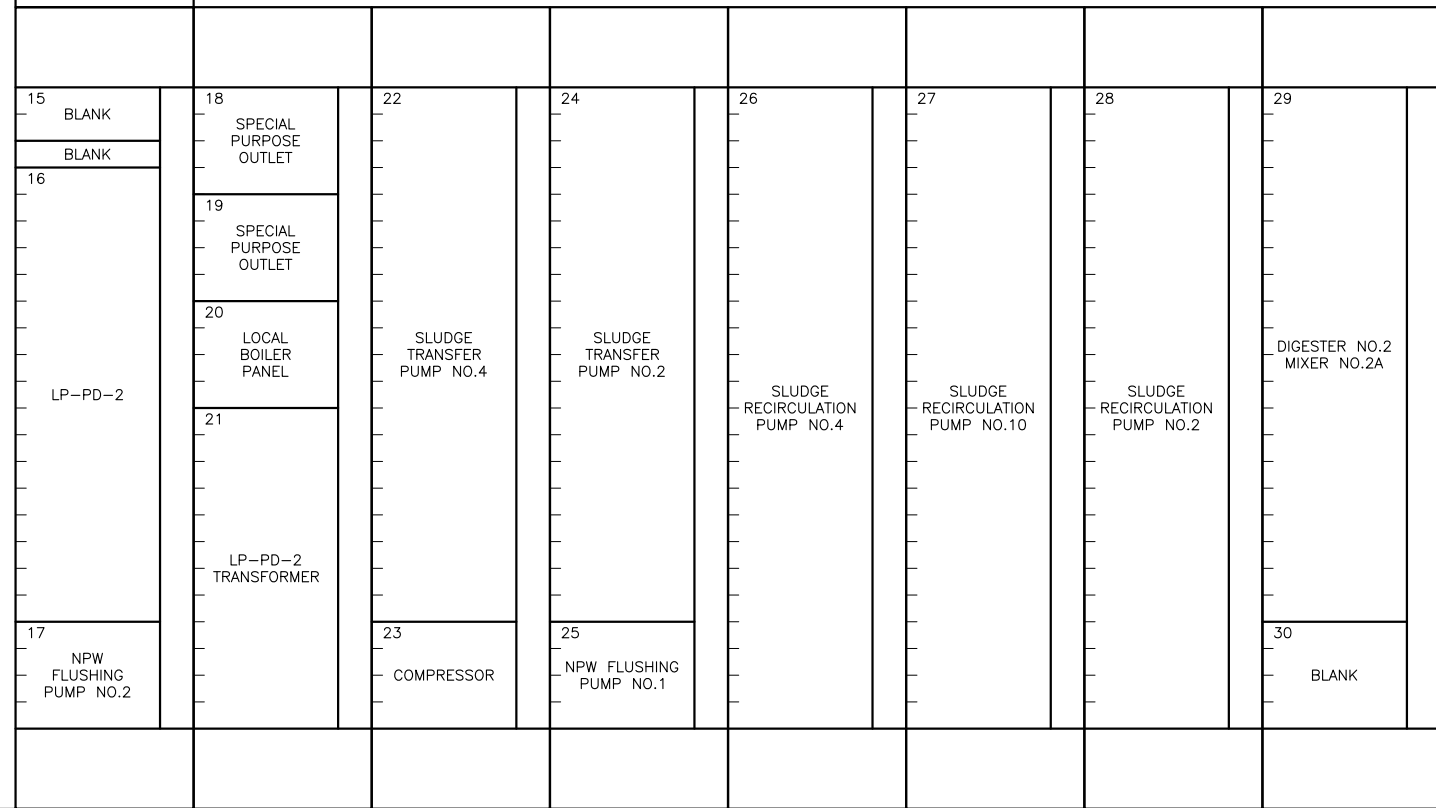 15
BLANK
BLANK
16
LP-PD-2
17
NPW
FLUSHING
PUMP NO.2
18
SPECIAL
PURPOSE
OUTLET
19
SPECIAL
PURPOSE
OUTLET
20
LOCAL
BOILER
PANEL
21
LP-PD-2
TRANSFORMER
22
SLUDGE
TRANSFER
PUMP NO.4
23
COMPRESSOR
24
SLUDGE
TRANSFER
PUMP NO.2
25
NPW FLUSHING
PUMP NO.1
26
SLUDGE
RECIRCULATION
PUMP NO.4
27
SLUDGE
RECIRCULATION
PUMP NO.10
28
SLUDGE
RECIRCULATION
PUMP NO.2
29
DIGESTER NO.2
MIXER NO.2A
30
BLANK